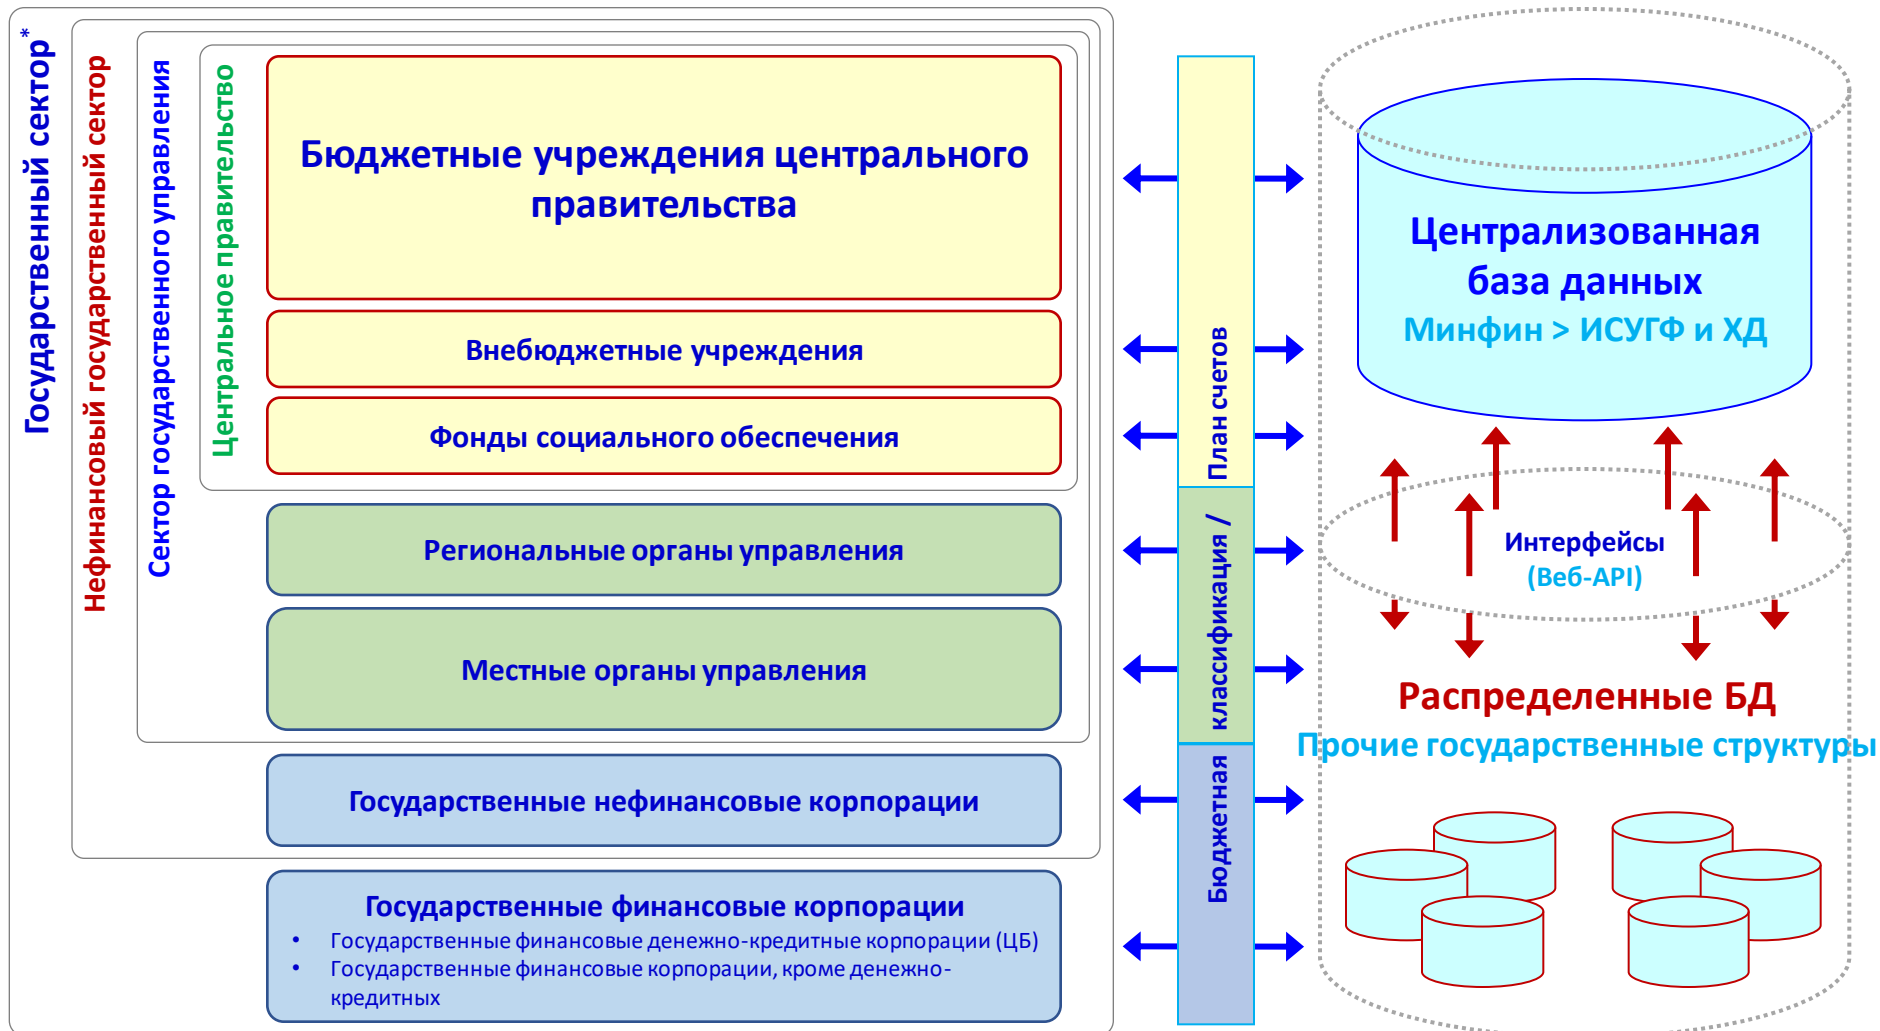 Государственный сектор*
Нефинансовый государственный сектор
Сектор государственного управления
Центральное правительство
Бюджетные учреждения центрального
правительства
Внебюджетные учреждения
Фонды социального обеспечения
Региональные органы управления
Местные органы управления
Государственные нефинансовые корпорации
Государственные финансовые корпорации
• Государственные финансовые денежно-кредитные корпорации (ЦБ)
• Государственные финансовые корпорации, кроме денежно-
кредитных
Бюджетная классификация / План счетов
Централизованная
база данных
Минфин > ИСУГФ и ХД
Интерфейсы
(Веб-API)
Распределенные БД
Прочие государственные структуры